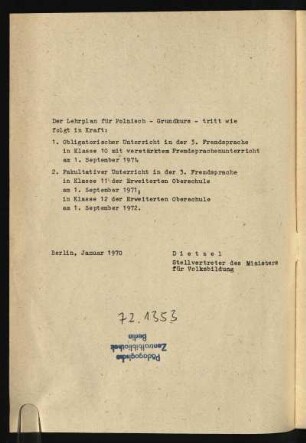 Der Lehrplan für Polnisch - Grundkurs - tritt wie
folgt in Kraft:
1. Obligatorischer Unterricht in der 3. Fremdsprache
in Klasse 10 mit verstärktem Fremdsprachenunterricht
am 1. September 1974
2. Fakultativer Unterricht in der 3. Fremdsprache
in Klasse 11 der Erweiterten Oberschule
am 1. September 1971,
in Klasse 12 der Erweiterten Oberschule
am 1. September 1972.
Berlin, Januar 1970
D i e t z e l
Stellvertreter des Ministers
für Volksbildung
72.1353
Pädagogische
Zentralbibliothek
Berlin